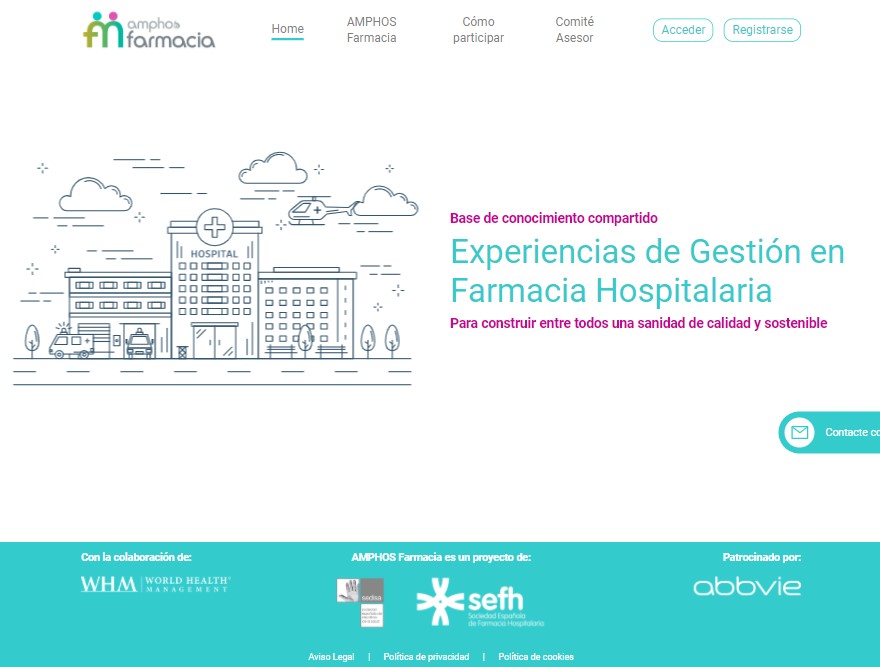 amphos
farmacia
Home
AMPHOS
Farmacia
Cómo
participar
Comité
Asesor
Acceder
Registrarse
HOSPITAL
Base de conocimiento compartido
Experiencias de Gestión en
Farmacia Hospitalaria
Para construir entre todos una sanidad de calidad y sostenible
Contacte co
Con la colaboración de:
AMPHOS Farmacia es un proyecto de:
Patrocinado por:
WHM WORLD HEALTH
MANAGEMENT
sedisa
sefh
Sociedad Española
de Farmacia Hospitalaria
abbvie
Aviso Legal | Política de privacidad | Política de cookies